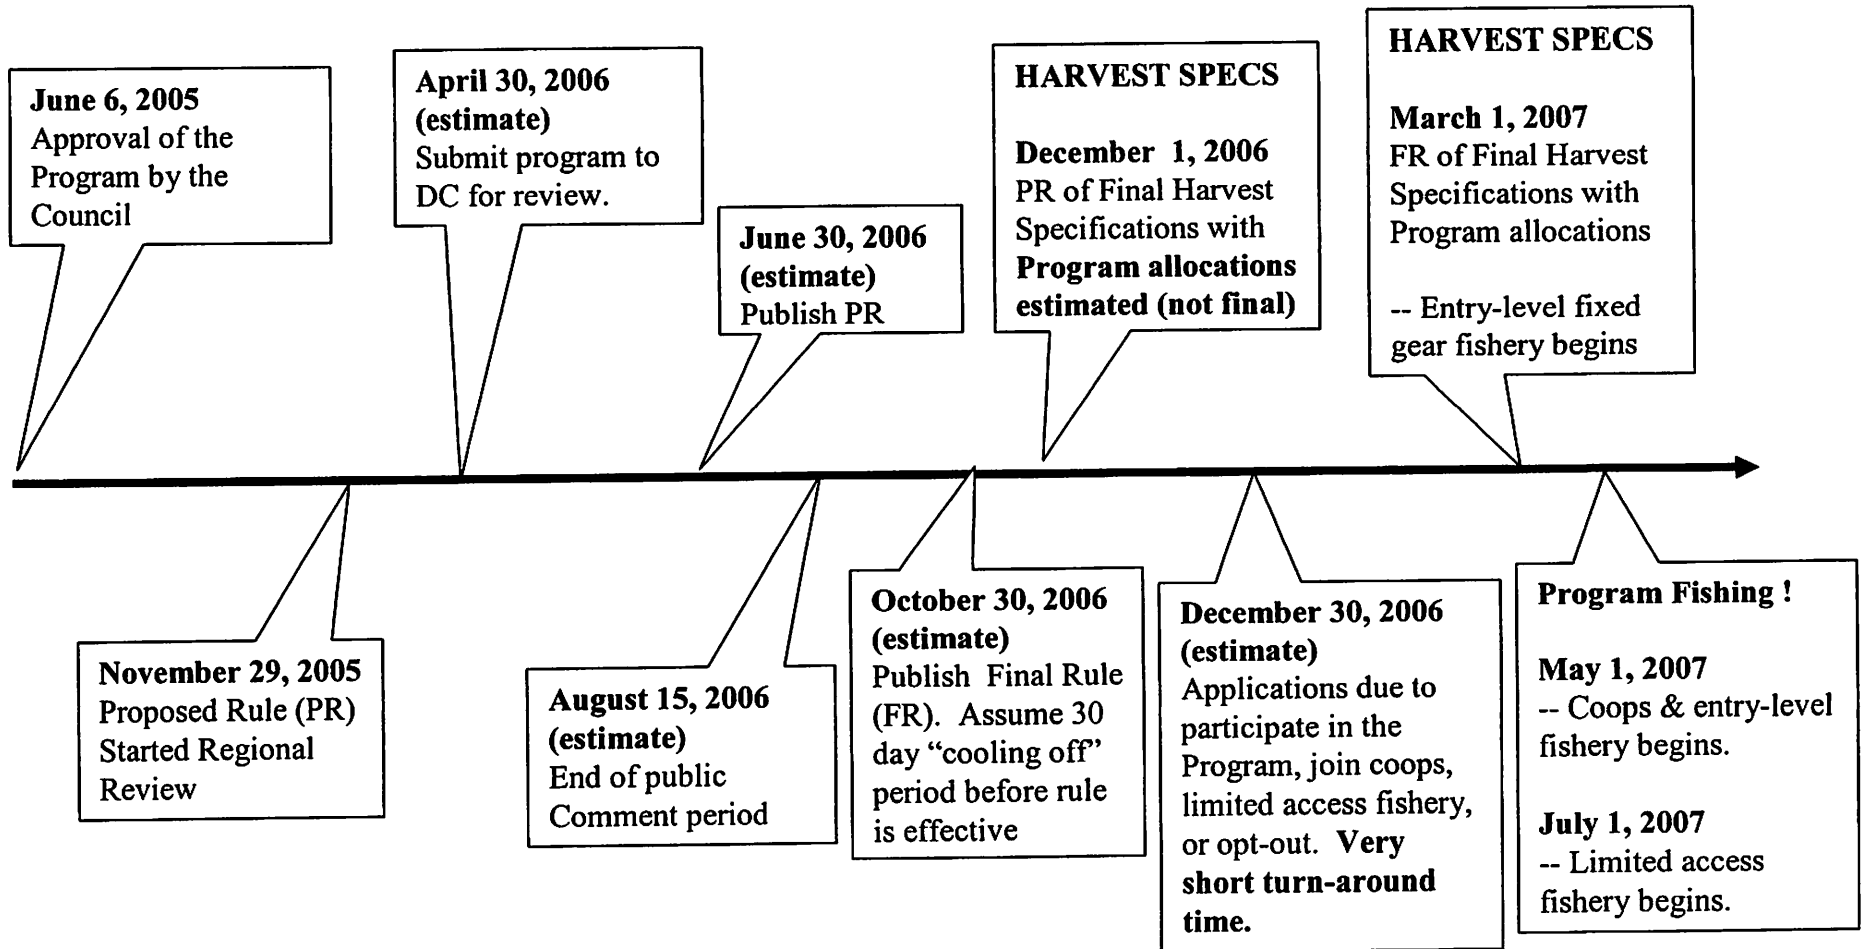 June 6, 2005
Approval of the
Program by the
Council
April 30, 2006
(estimate)
Submit program to
DC for review.
June 30, 2006
(estimate)
Publish PR
HARVEST SPECS
December 1, 2006
PR of Final Harvest
Specifications with
Program allocations
estimated (not final)
HARVEST SPECS
March 1, 2007
FR of Final Harvest
Specifications with
Program allocations
-- Entry-level fixed
gear fishery begins
November 29, 2005
Proposed Rule (PR)
Started Regional
Review
August 15, 2006
(estimate)
End of public
Comment period
October 30, 2006
(estimate)
Publish Final Rule
(FR). Assume 30
day “cooling off”
period before rule
is effective
December 30, 2006
(estimate)
Applications due to
participate in the
Program, join coops,
limited access fishery,
or opt-out. Very
short turn-around
time.
Program Fishing !
May 1, 2007
-- Coops & entry-level
fishery begins.
July 1, 2007
-- Limited access
fishery begins.